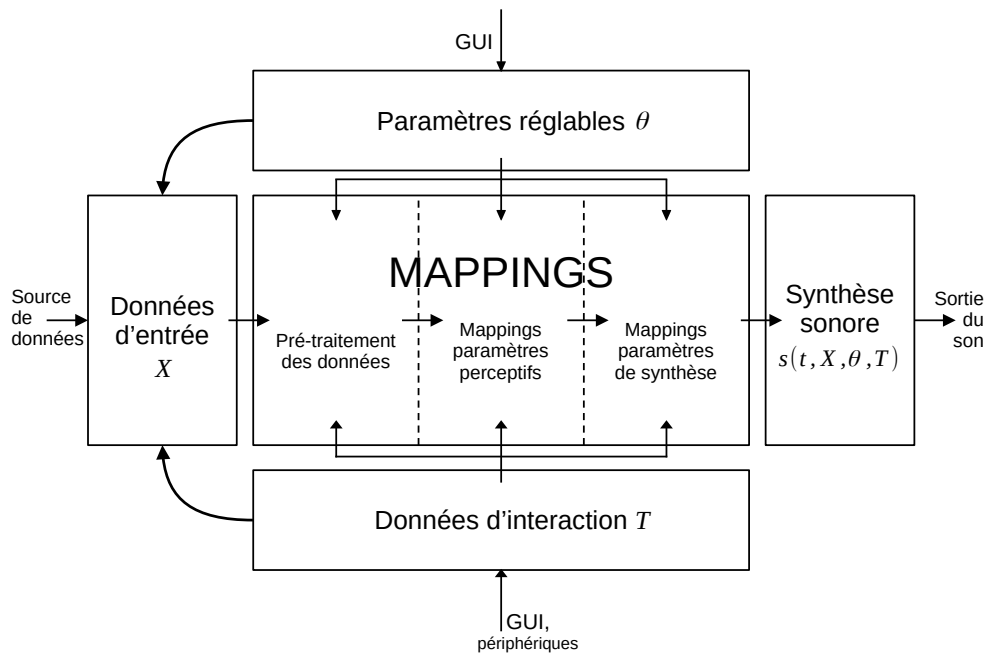 GUI
Paramètres réglables θ
MAPPINGS
Source
de
données
Données
d’entrée
X
Pré-traitement
des données
Mappings
paramètres
perceptifs
Mappings
paramètres
de synthèse
Synthèse
sonore
s(t, X, θ, T)
Sortie
du
son
Données d’interaction T
GUI,
périphériques